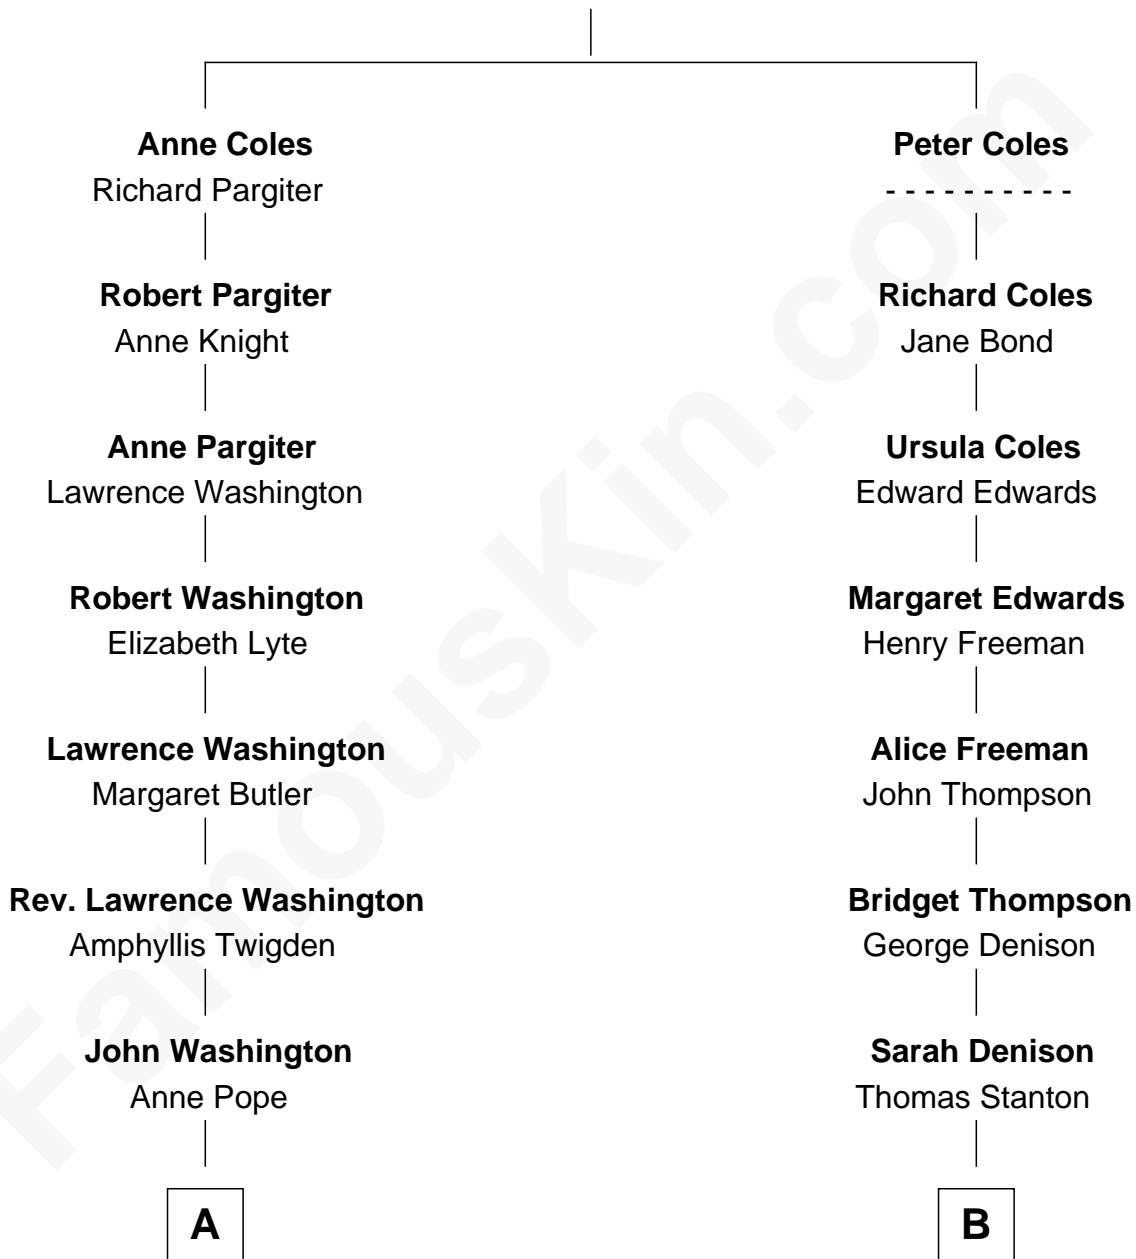 Anne Coles
Richard Pargiter
Robert Pargiter
Anne Knight
Anne Pargiter
Lawrence Washington
Robert Washington
Elizabeth Lyte
Lawrence Washington
Margaret Butler
Rev. Lawrence Washington
Amphyllis Twigden
John Washington
Anne Pope
A
Peter Coles
- - - - - - - - - -
Richard Coles
Jane Bond
Ursula Coles
Edward Edwards
Margaret Edwards
Henry Freeman
Alice Freeman
John Thompson
Bridget Thompson
George Denison
Sarah Denison
Thomas Stanton
B
FamousKin.com